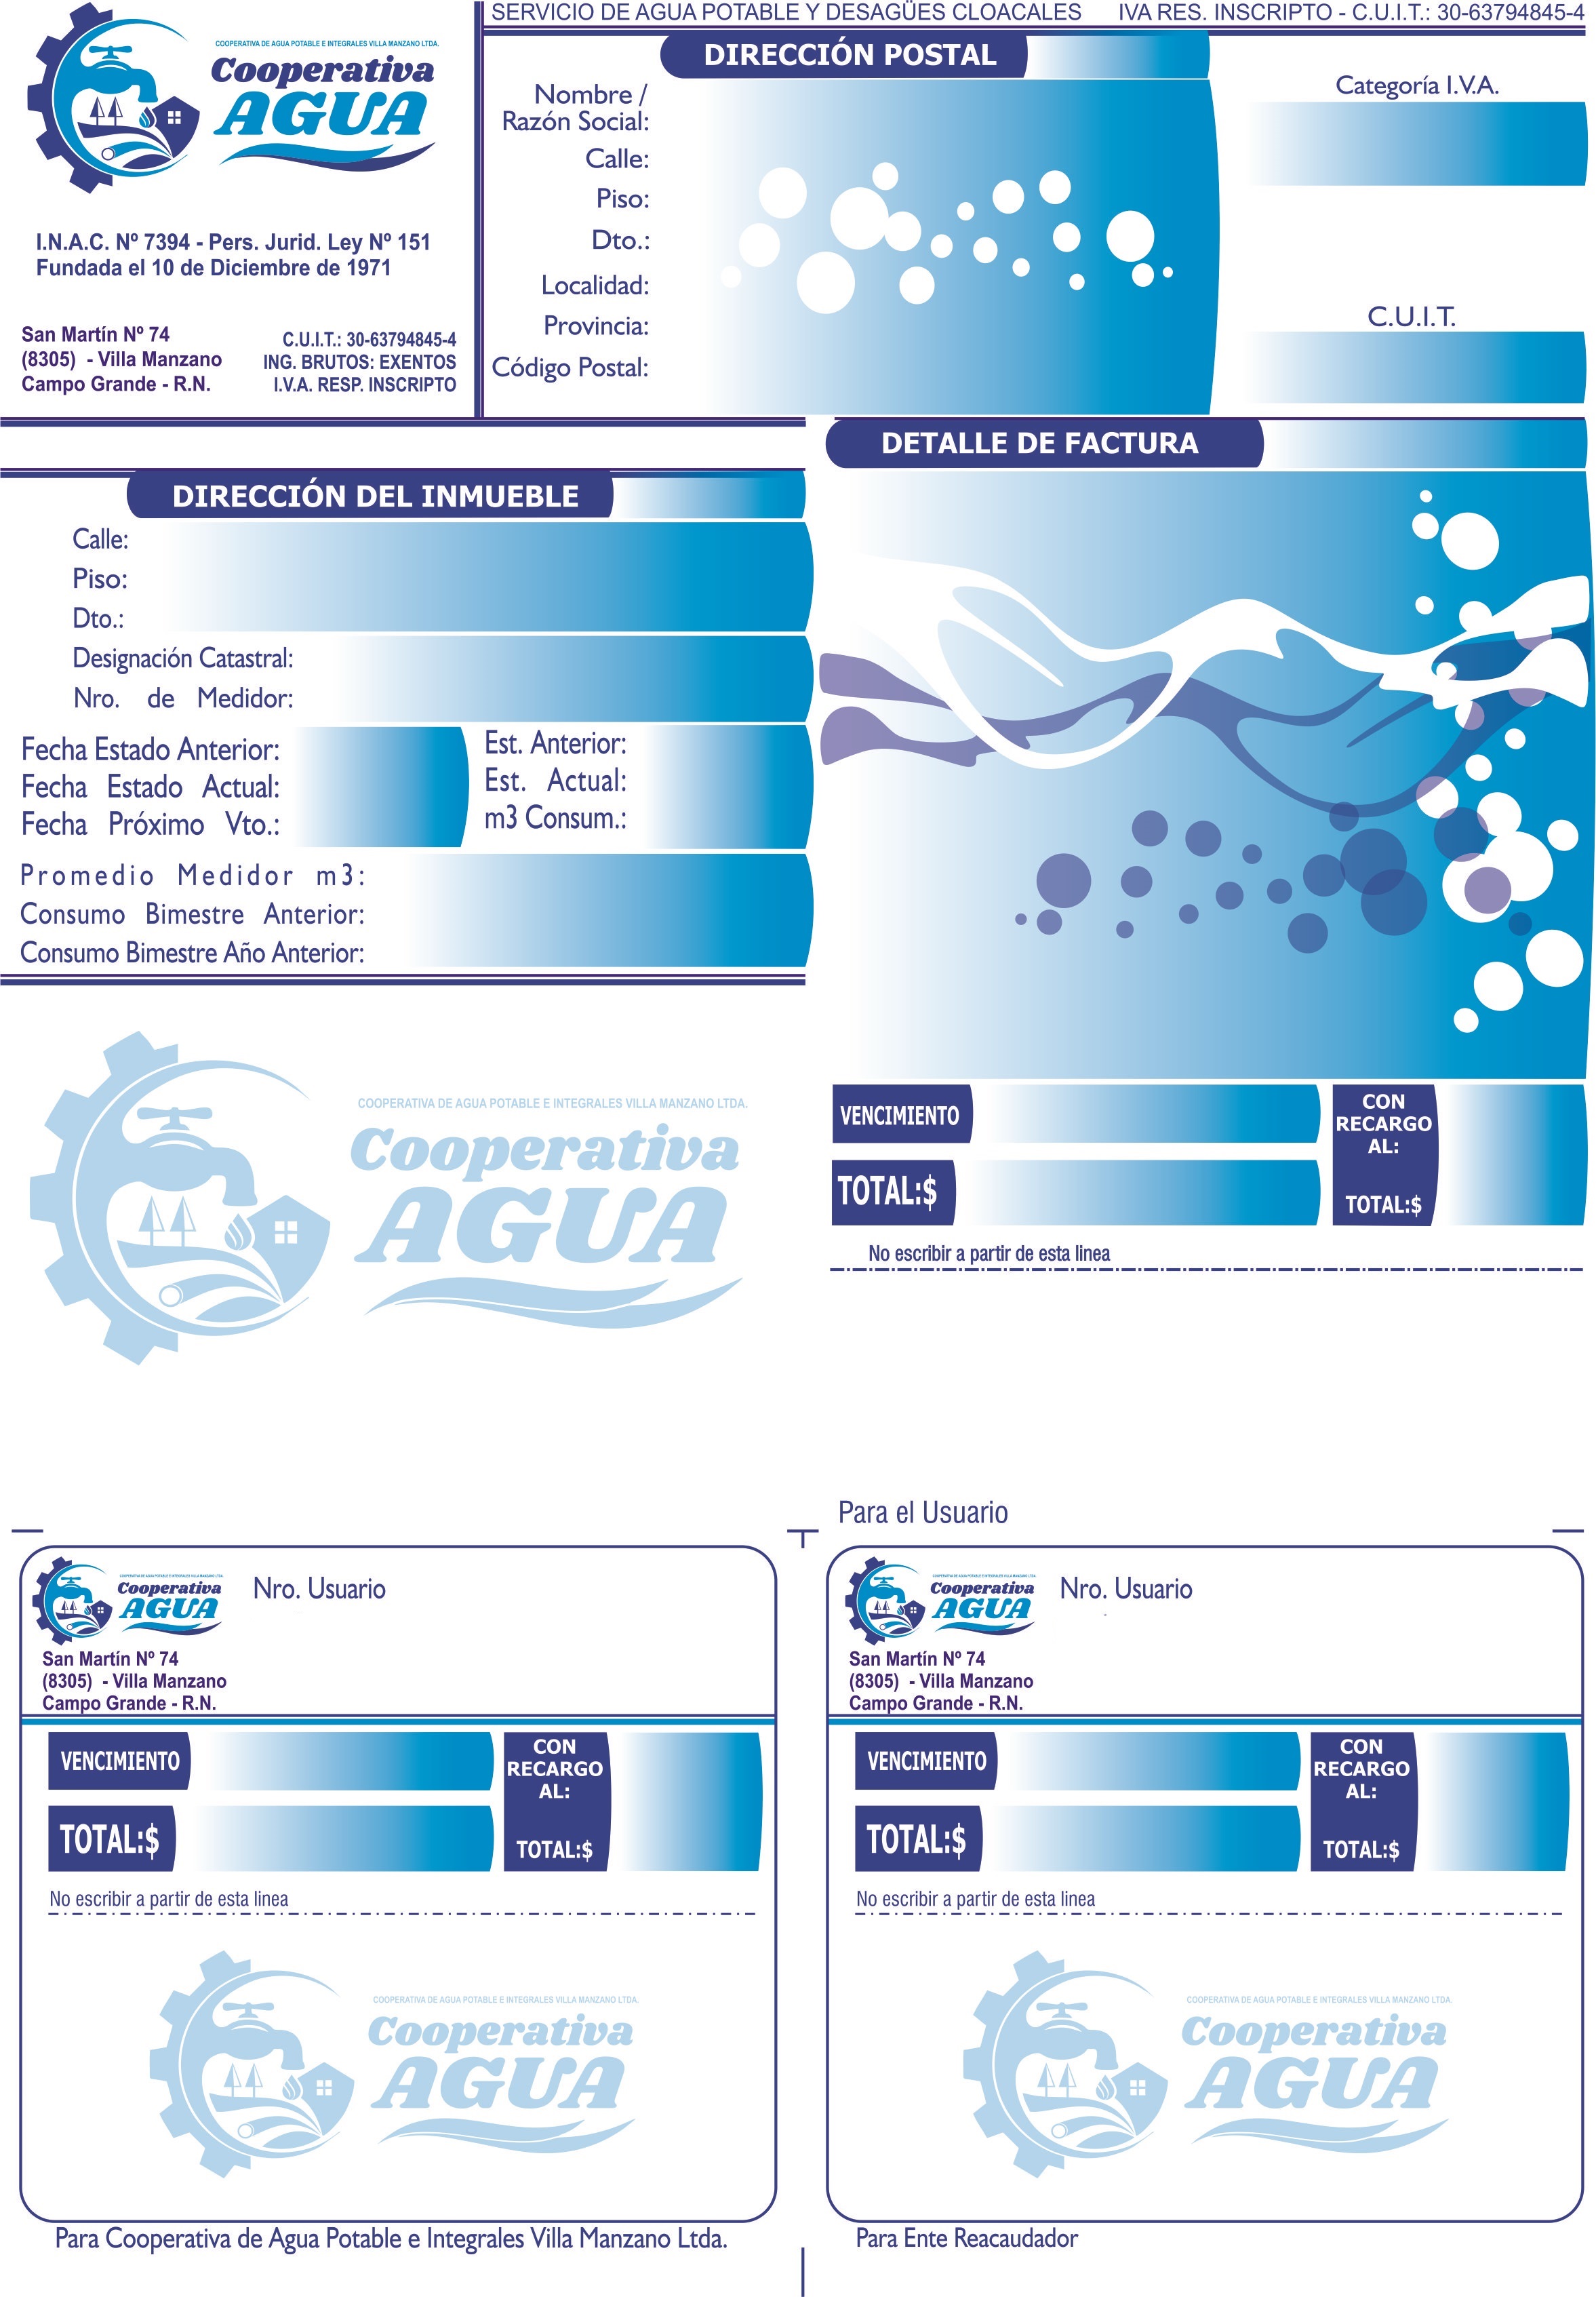 COOPERATIVA DE AGUA POTABLE E INTEGRALES VILLA MANZANO LTDA.
Cooperativa
AGUA
I.N.A.C. Nº 7394 - Pers. Jurid. Ley Nº 151
Fundada el 10 de Diciembre de 1971
San Martín Nº 74
(8305)  - Villa Manzano
Campo Grande - R.N.
C.U.I.T.: 30-63794845-4
ING. BRUTOS: EXENTOS
I.V.A. RESP. INSCRIPTO
SERVICIO DE AGUA POTABLE Y DESAGÜES CLOACALES IVA RES. INSCRIPTO - C.U.I.T.: 30-63794845-4
DIRECCIÓN POSTAL
Nombre /
Razón Social:
Calle:
Piso:
Dto.:
Localidad:
Provincia:
Código Postal:
Categoría I.V.A.
C.U.I.T.
DIRECCIÓN DEL INMUEBLE
Calle:
Piso:
Dto.:
Designación Catastral:
Nro. de Medidor:
Fecha Estado Anterior:
Fecha Estado Actual:
Fecha Próximo Vto.:
Est. Anterior:
Est. Actual:
m3 Consum.:
Promedio Medidor m3:
Consumo Bimestre Anterior:
Consumo Bimestre Año Anterior:
DETALLE DE FACTURA
VENCIMIENTO
TOTAL:$
CON
RECARGO
AL:
TOTAL:$
No escribir a partir de esta linea
COOPERATIVA DE AGUA POTABLE E INTEGRALES VILLA MANZANO LTDA.
Cooperativa
AGUA
Para el Usuario
COOPERATIVA DE AGUA POTABLE E INTEGRALES VILLA MANZANO LTDA.
Cooperativa
AGUA
Nro. Usuario
San Martín Nº 74
(8305)  - Villa Manzano
Campo Grande - R.N.
VENCIMIENTO
TOTAL:$
CON
RECARGO
AL:
TOTAL:$
No escribir a partir de esta linea
COOPERATIVA DE AGUA POTABLE E INTEGRALES VILLA MANZANO LTDA.
Cooperativa
AGUA
Para Cooperativa de Agua Potable e Integrales Villa Manzano Ltda.
COOPERATIVA DE AGUA POTABLE E INTEGRALES VILLA MANZANO LTDA.
Cooperativa
AGUA
Nro. Usuario
San Martín Nº 74
(8305)  - Villa Manzano
Campo Grande - R.N.
VENCIMIENTO
TOTAL:$
CON
RECARGO
AL:
TOTAL:$
No escribir a partir de esta linea
COOPERATIVA DE AGUA POTABLE E INTEGRALES VILLA MANZANO LTDA.
Cooperativa
AGUA
Para Ente Reacaudador